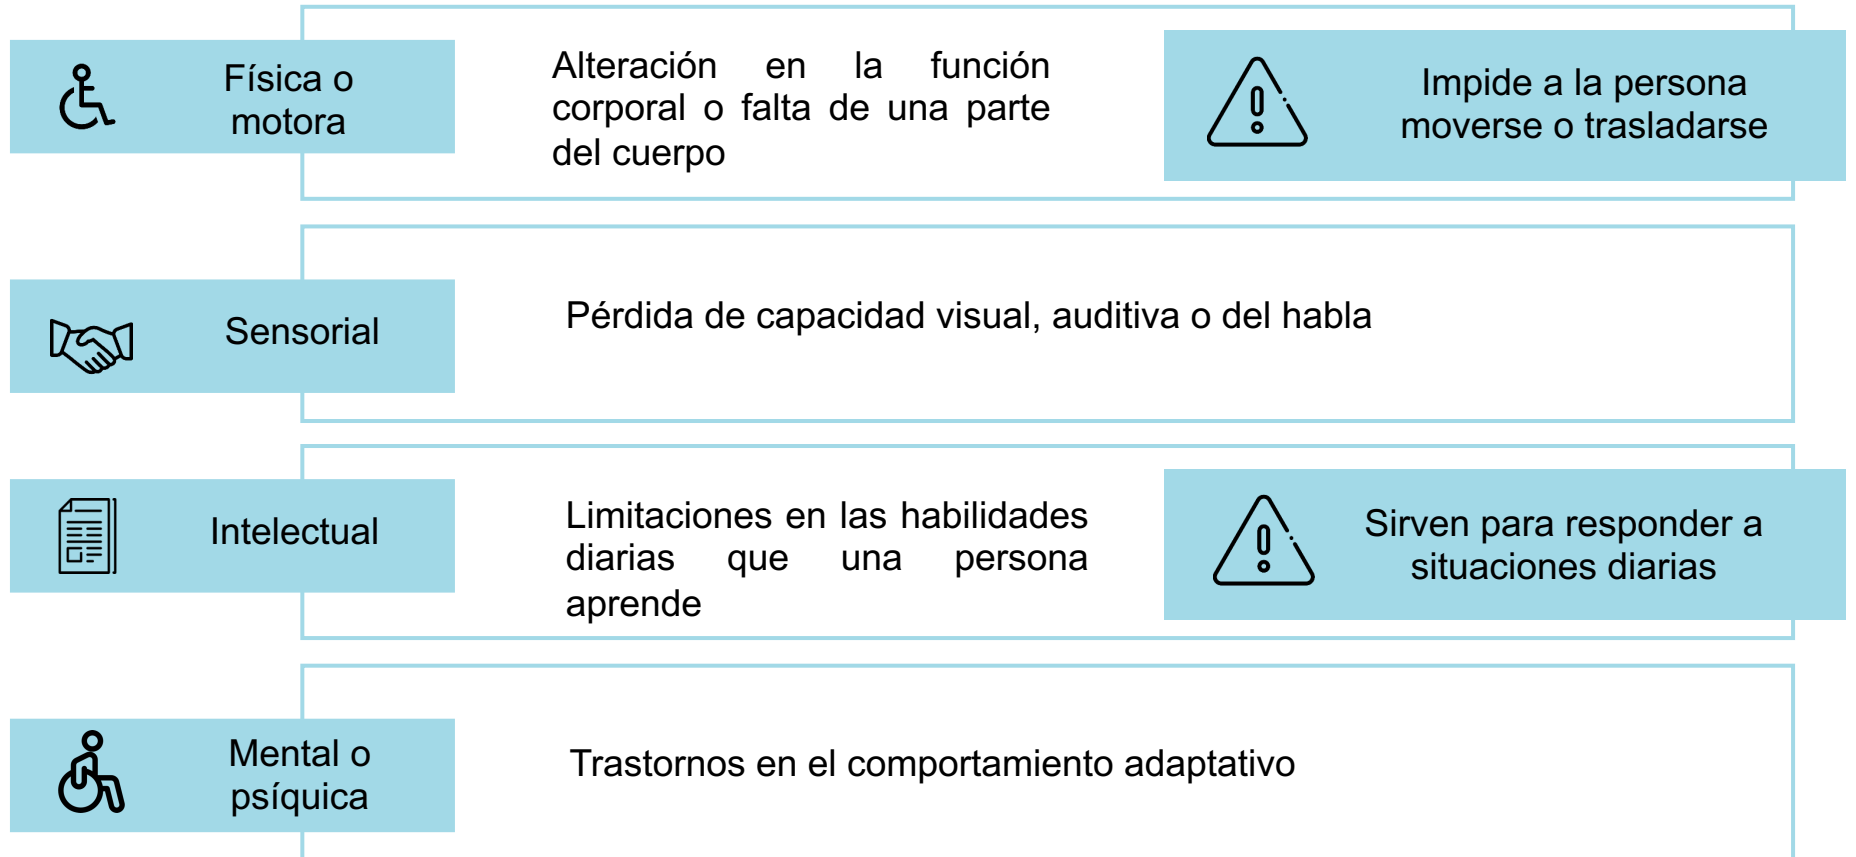 Física o
motora
Alteración en la función
corporal o falta de una parte
del cuerpo
Impide a la persona
moverse o trasladarse
Sensorial
Pérdida de capacidad visual, auditiva o del habla
Intelectual
Limitaciones en las habilidades
diarias que una persona
aprende
Sirven para responder a
situaciones diarias
Mental o
psíquica
Trastornos en el comportamiento adaptativo